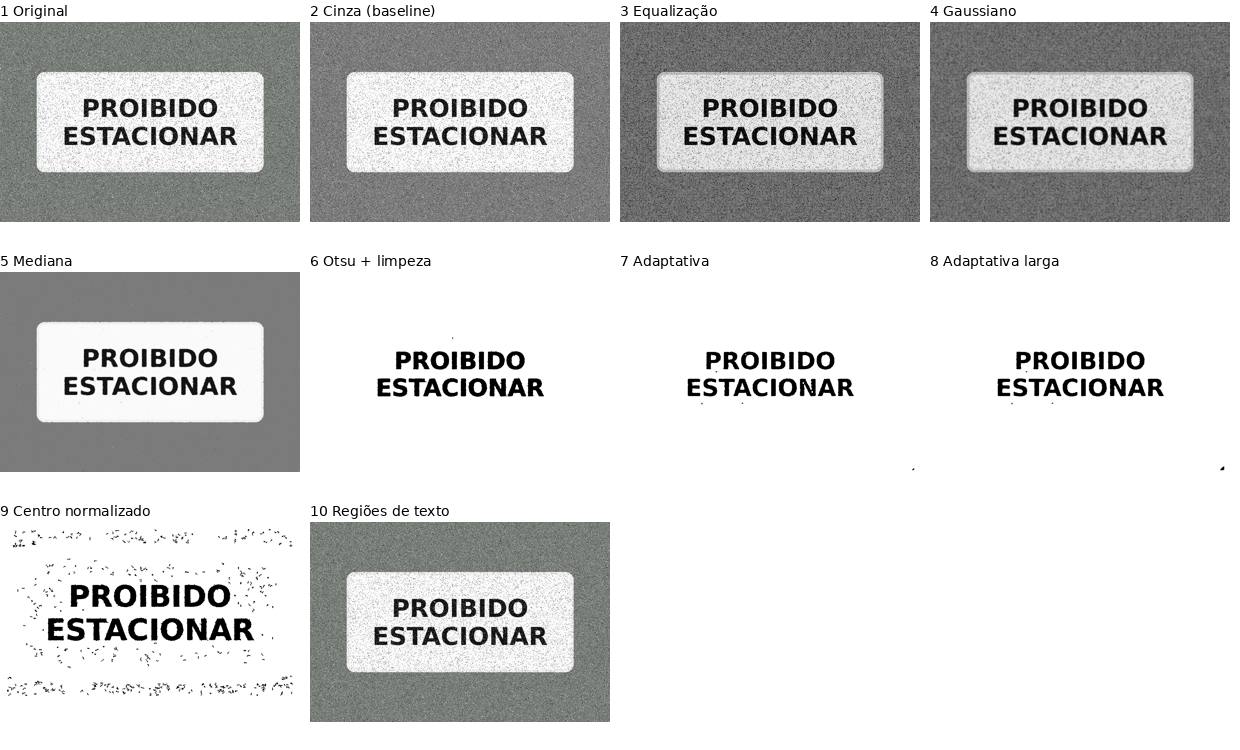 1 Original
2 Cinza (baseline)
3 Equalização
4 Gaussiano
PROIBIDO
ESTACIONAR
PROIBIDO
ESTACIONAR
PROIBIDO
ESTACIONAR
PROIBIDO
ESTACIONAR
5 Mediana
6 Otsu + limpeza
7 Adaptativa
8 Adaptativa larga
PROIBIDO
ESTACIONAR
PROIBIDO
ESTACIONAR
PROIBIDO
ESTACIONAR
PROIBIDO
ESTACIONAR
9 Centro normalizado
10 Regiões de texto
PROIBIDO
ESTACIONAR
PROIBIDO
ESTACIONAR